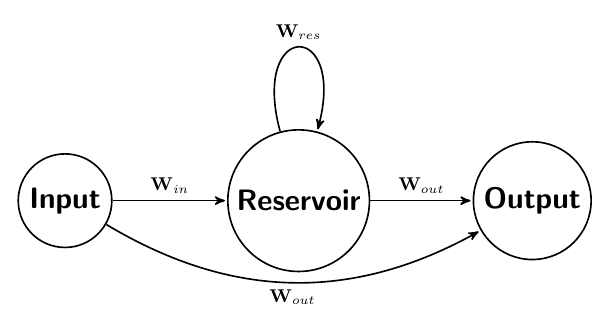 W_res
W_in
W_out
Input
Reservoir
Output
W_out